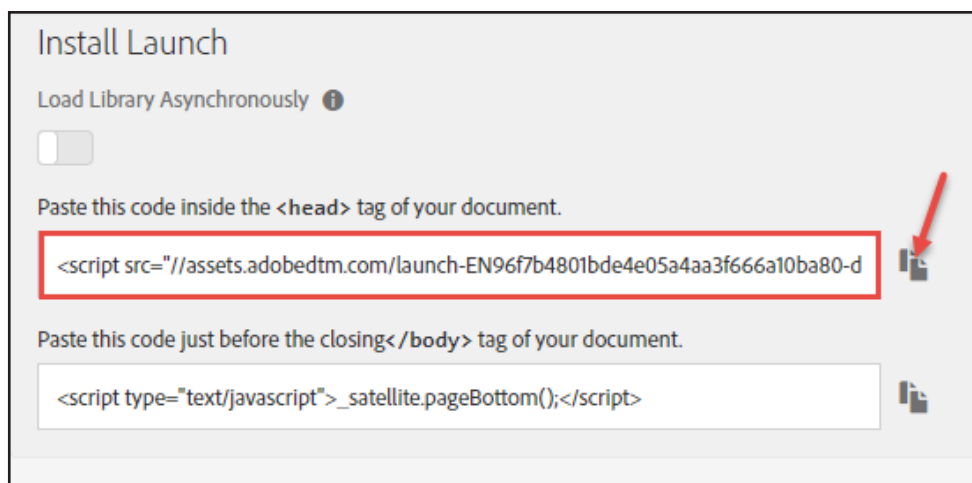 Install Launch
Load Library Asynchronously
Paste this code inside the <head> tag of your document.
<script src="//assets.adobedtm.com/launch-EN96f7b4801bde4e05a4aa3f666a10ba80-d
Paste this code just before the closing</body> tag of your document.
<script type="text/javascript">_satellite.pageBottom();</script>